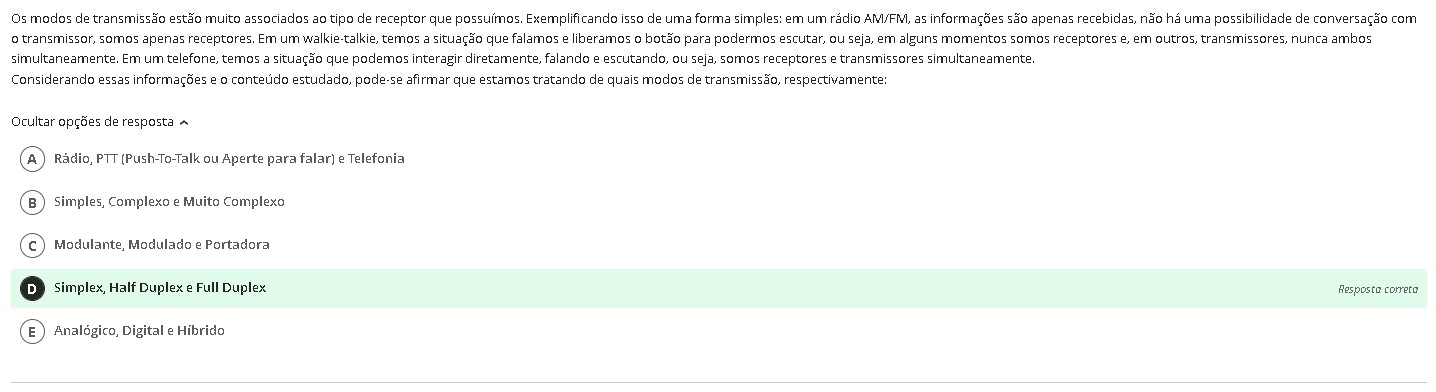 Os modos de transmissão estão muito associados ao tipo de receptor que possuímos. Exemplificando isso de uma forma simples: em um rádio AM/FM, as informações são apenas recebidas, não há uma possibilidade de conversação com
o transmissor, somos apenas receptores. Em um walkie-talkie, temos a situação que falamos e liberamos o botão para podermos escutar, ou seja, em alguns momentos somos receptores e, em outros, transmissores, nunca ambos
simultaneamente. Em um telefone, temos a situação que podemos interagir diretamente, falando e escutando, ou seja, somos receptores e transmissores simultaneamente.
Considerando essas informações e o conteúdo estudado, pode-se afirmar que estamos tratando de quais modos de transmissão, respectivamente:
Ocultar opções de resposta
A Rádio, PTT (Push-To-Talk ou Aperte para falar) e Telefonia
B Simples, Complexo e Muito Complexo
C Modulante, Modulado e Portadora
D Simplex, Half Duplex e Full Duplex Resposta correta
E Analógico, Digital e Híbrido